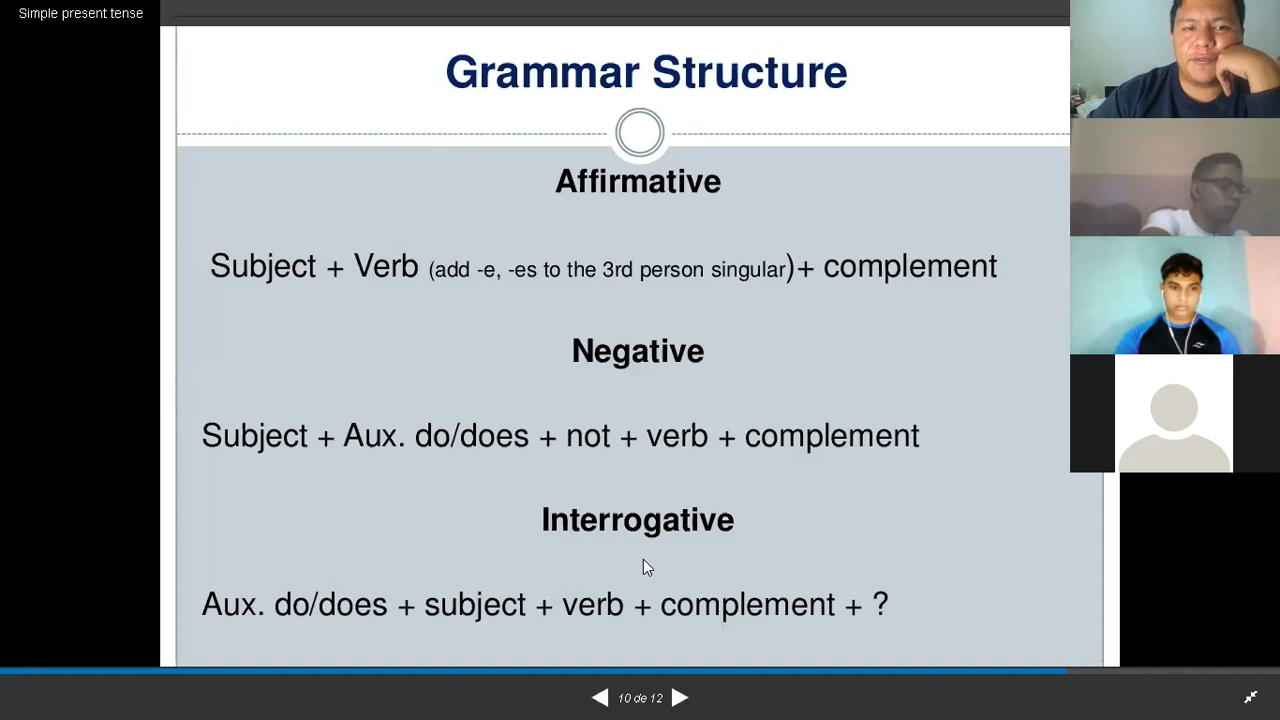 Simple present tense
Grammar Structure
Affirmative
Subject + Verb (add -e, -es to the 3rd person singular)+ complement
Negative
Subject + Aux. do/does + not + verb + complement
Interrogative
Aux. do/does + subject + verb + complement + ?
10 de 12